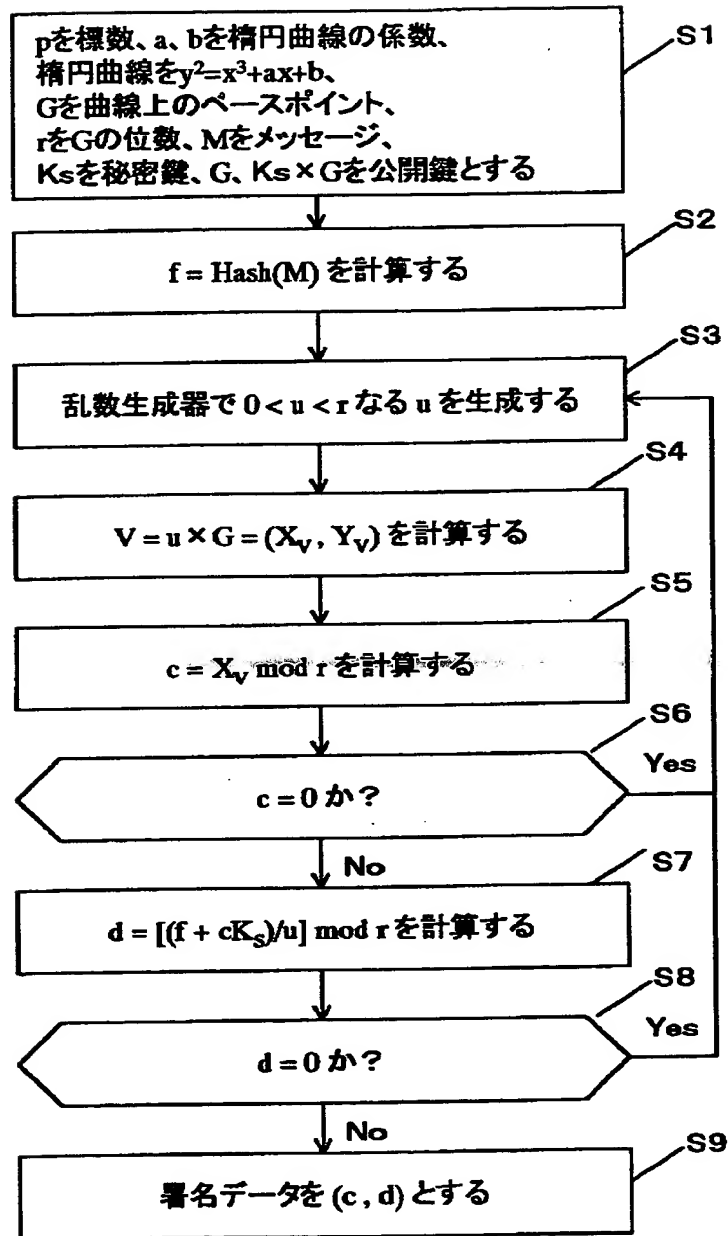 S1
pを標数、a、bを楕円曲線の係数、
楕円曲線をy²=x³+ax+b、
Gを曲線上のベースポイント、
rをGの位数、Mをメッセージ、
Ksを秘密鍵、G、Ks×Gを公開鍵とする
S2
f = Hash(M) を計算する
S3
乱数生成器で 0 < u < r なる u を生成する
S4
V = u × G = (X_V , Y_V) を計算する
S5
c = X_V mod r を計算する
S6
c = 0 か？
Yes
No
S7
d = [(f + cK_S)/u] mod r を計算する
S8
d = 0 か？
Yes
No
S9
署名データを (c , d) とする